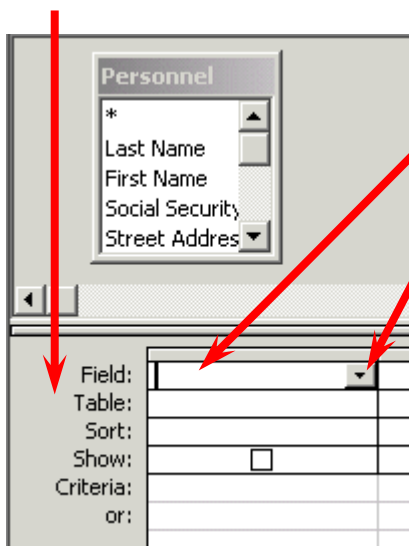 Personnel
*
Last Name
First Name
Social Security
Street Addres
Field:
Table:
Sort:
Show:
Criteria:
or: